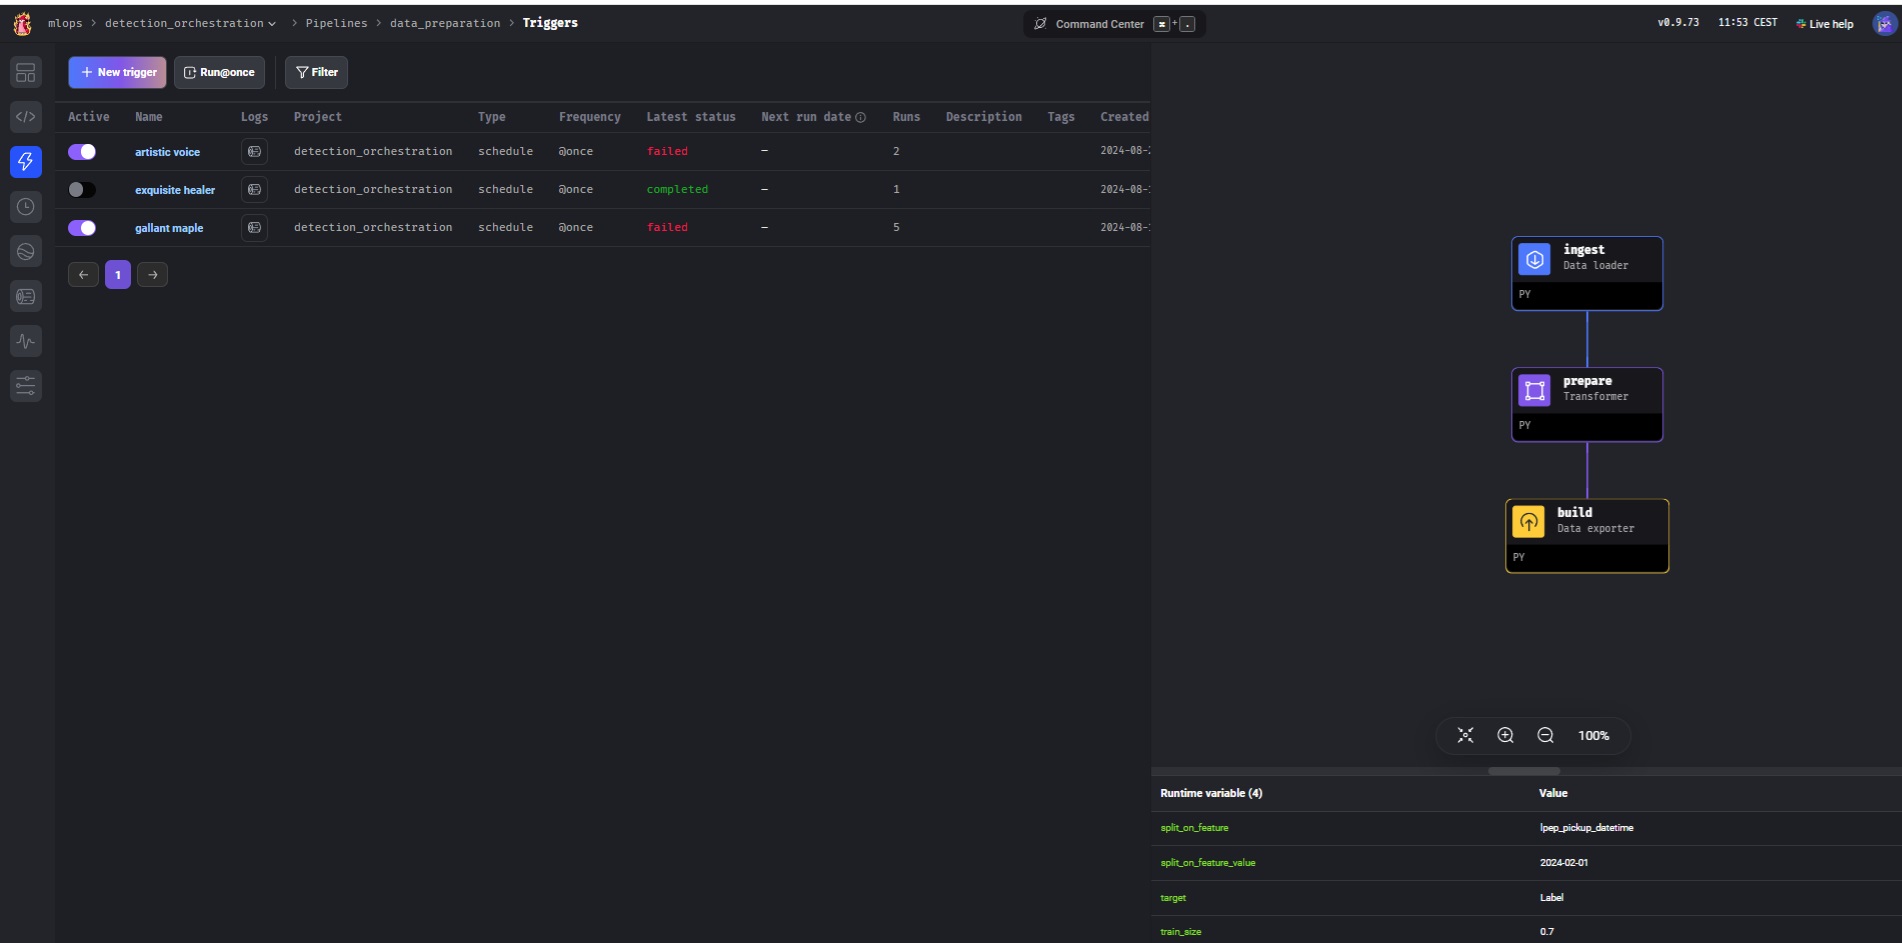 mlops > detection_orchestration > Pipelines > data_preparation > Triggers
Command Center ⌘ + .
v0.9.73 11:53 CEST Live help
+ New trigger Run@once Filter
Active Name Logs Project Type Frequency Latest status Next run date Runs Description Tags Created
artistic voice detection_orchestration schedule @once failed — 2 2024-08-
exquisite healer detection_orchestration schedule @once completed — 1 2024-08-
gallant maple detection_orchestration schedule @once failed — 5 2024-08-
← 1 →
ingest
Data loader
PY
prepare
Transformer
PY
build
Data exporter
PY
100%
Runtime variable (4) Value
split_on_feature lpep_pickup_datetime
split_on_feature_value 2024-02-01
target Label
train_size 0.7